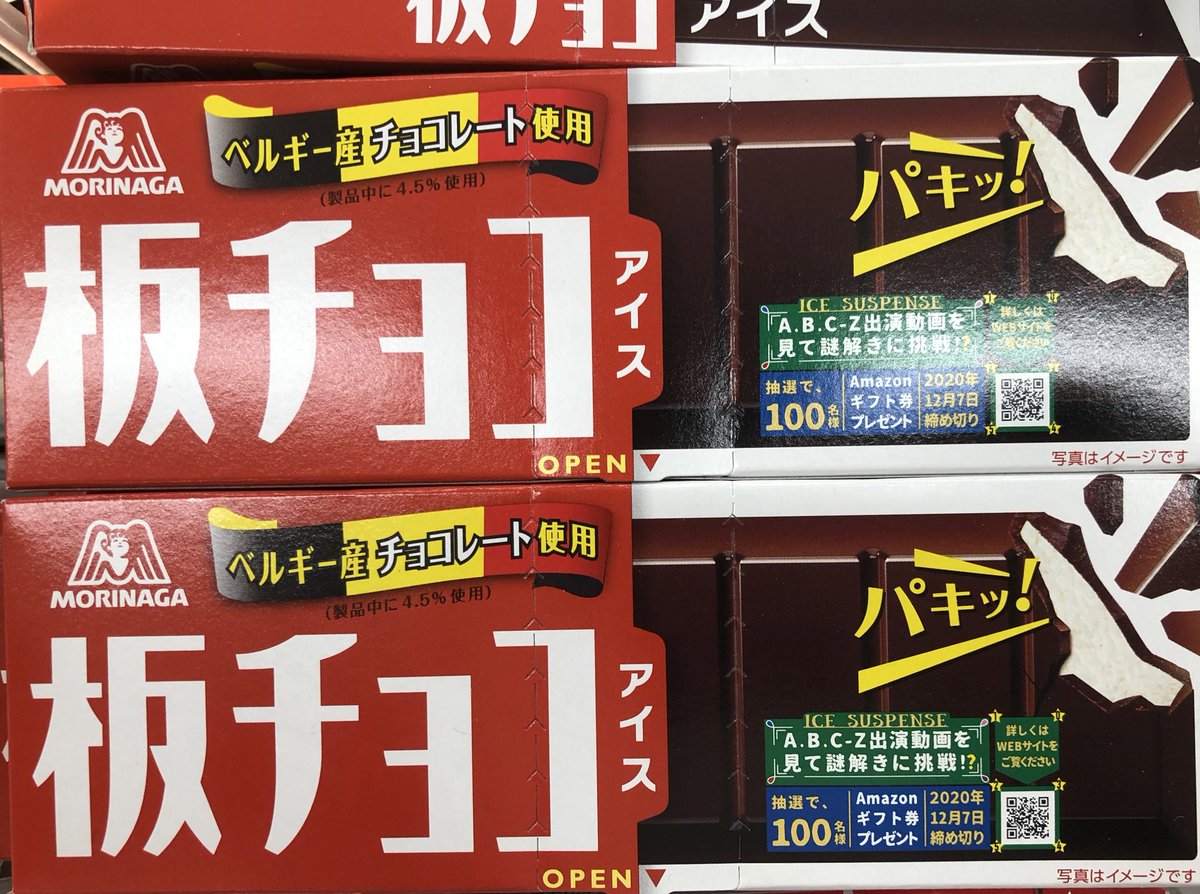 板チョコ
アイス
MORINAGA
ベルギー産チョコレート使用
(製品中に4.5%使用)
板チョコ
アイス
OPEN
パキッ!
ICE SUSPENSE
A.B.C-Z出演動画を
見て謎解きに挑戦!?
詳しくは
WEBサイトを
ご覧ください
抽選で、
100名様
Amazon
ギフト券
プレゼント
2020年
12月7日
締め切り
写真はイメージです
MORINAGA
ベルギー産チョコレート使用
(製品中に4.5%使用)
板チョコ
アイス
OPEN
パキッ!
ICE SUSPENSE
A.B.C-Z出演動画を
見て謎解きに挑戦!?
詳しくは
WEBサイトを
ご覧ください
抽選で、
100名様
Amazon
ギフト券
プレゼント
2020年
12月7日
締め切り
写真はイメージです